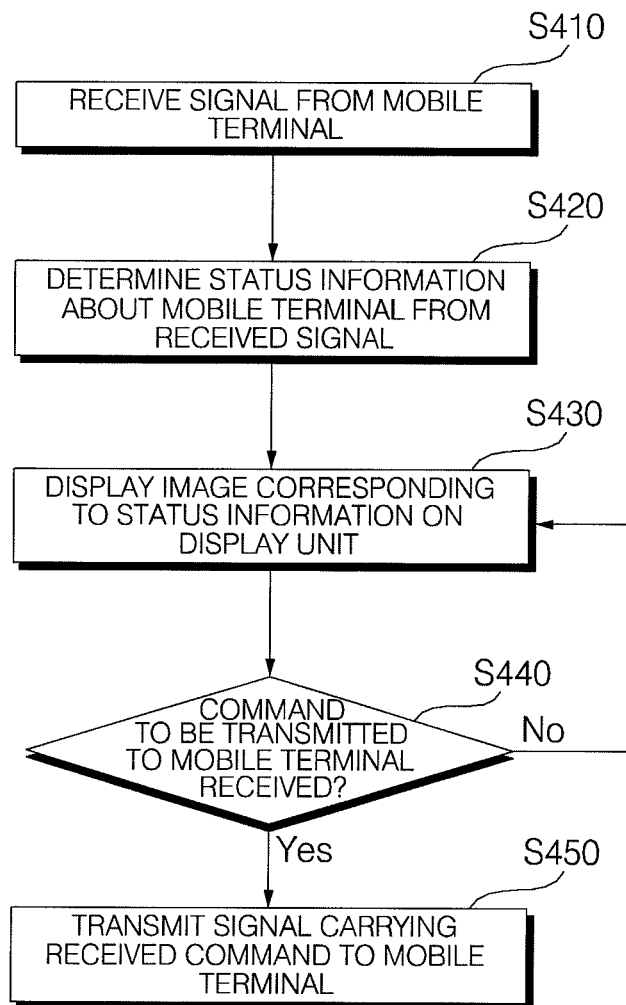 S410
RECEIVE SIGNAL FROM MOBILE
TERMINAL
S420
DETERMINE STATUS INFORMATION
ABOUT MOBILE TERMINAL FROM
RECEIVED SIGNAL
S430
DISPLAY IMAGE CORRESPONDING
TO STATUS INFORMATION ON
DISPLAY UNIT
S440
COMMAND
TO BE TRANSMITTED
TO MOBILE TERMINAL
RECEIVED?
No
Yes
S450
TRANSMIT SIGNAL CARRYING
RECEIVED COMMAND TO MOBILE
TERMINAL